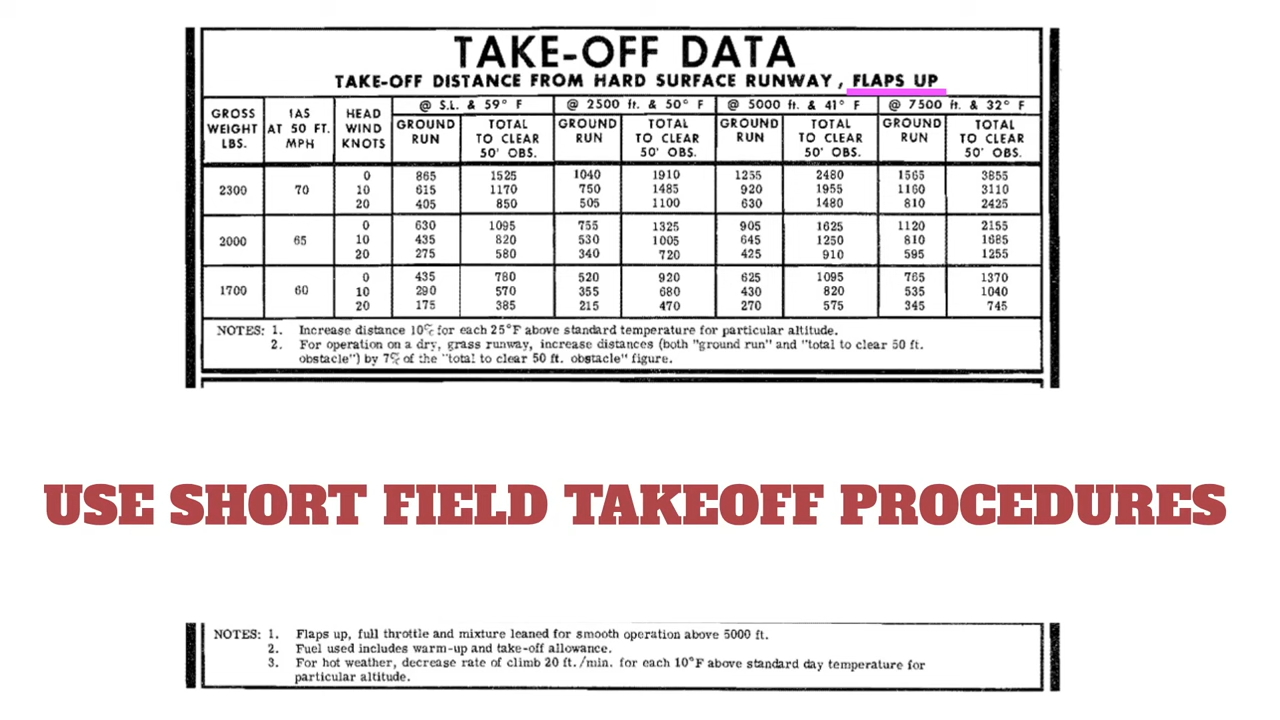 TAKE-OFF DATA
TAKE-OFF DISTANCE FROM HARD SURFACE RUNWAY, FLAPS UP
GROSS WEIGHT LBS. IAS AT 50 FT. MPH HEAD WIND KNOTS @ S.L. & 59° F @ 2500 ft. & 50° F @ 5000 ft. & 41° F @ 7500 ft. & 32° F
GROUND RUN TOTAL TO CLEAR 50' OBS. GROUND RUN TOTAL TO CLEAR 50' OBS. GROUND RUN TOTAL TO CLEAR 50' OBS. GROUND RUN TOTAL TO CLEAR 50' OBS.
2300 70 0 865 1525 1040 1910 1255 2480 1565 3855
10 615 1170 750 1485 920 1955 1160 3110
20 405 850 505 1100 630 1480 810 2425
2000 65 0 630 1095 755 1325 905 1625 1120 2155
10 435 820 530 1005 645 1250 810 1685
20 275 580 340 720 425 910 595 1255
1700 60 0 435 780 520 920 625 1095 765 1370
10 290 570 355 680 430 820 535 1040
20 175 385 215 470 270 575 345 745
NOTES: 1. Increase distance 10% for each 25°F above standard temperature for particular altitude.
2. For operation on a dry, grass runway, increase distances (both "ground run" and "total to clear 50 ft.
obstacle") by 7% of the "total to clear 50 ft. obstacle" figure.
USE SHORT FIELD TAKEOFF PROCEDURES
NOTES: 1. Flaps up, full throttle and mixture leaned for smooth operation above 5000 ft.
2. Fuel used includes warm-up and take-off allowance.
3. For hot weather, decrease rate of climb 20 ft./min. for each 10°F above standard day temperature for
particular altitude.